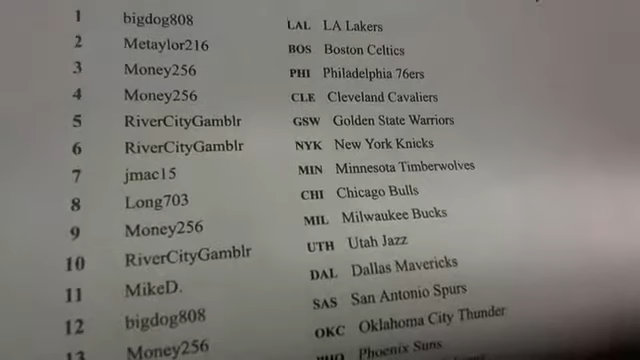 1 bigdog808 LAL LA Lakers
2 Metaylor216 BOS Boston Celtics
3 Money256 PHI Philadelphia 76ers
4 Money256 CLE Cleveland Cavaliers
5 RiverCityGamblr GSW Golden State Warriors
6 RiverCityGamblr NYK New York Knicks
7 jmac15 MIN Minnesota Timberwolves
8 Long703 CHI Chicago Bulls
9 Money256 MIL Milwaukee Bucks
10 RiverCityGamblr UTH Utah Jazz
11 MikeD. DAL Dallas Mavericks
12 bigdog808 SAS San Antonio Spurs
13 Money256 OKC Oklahoma City Thunder
PHO Phoenix Suns